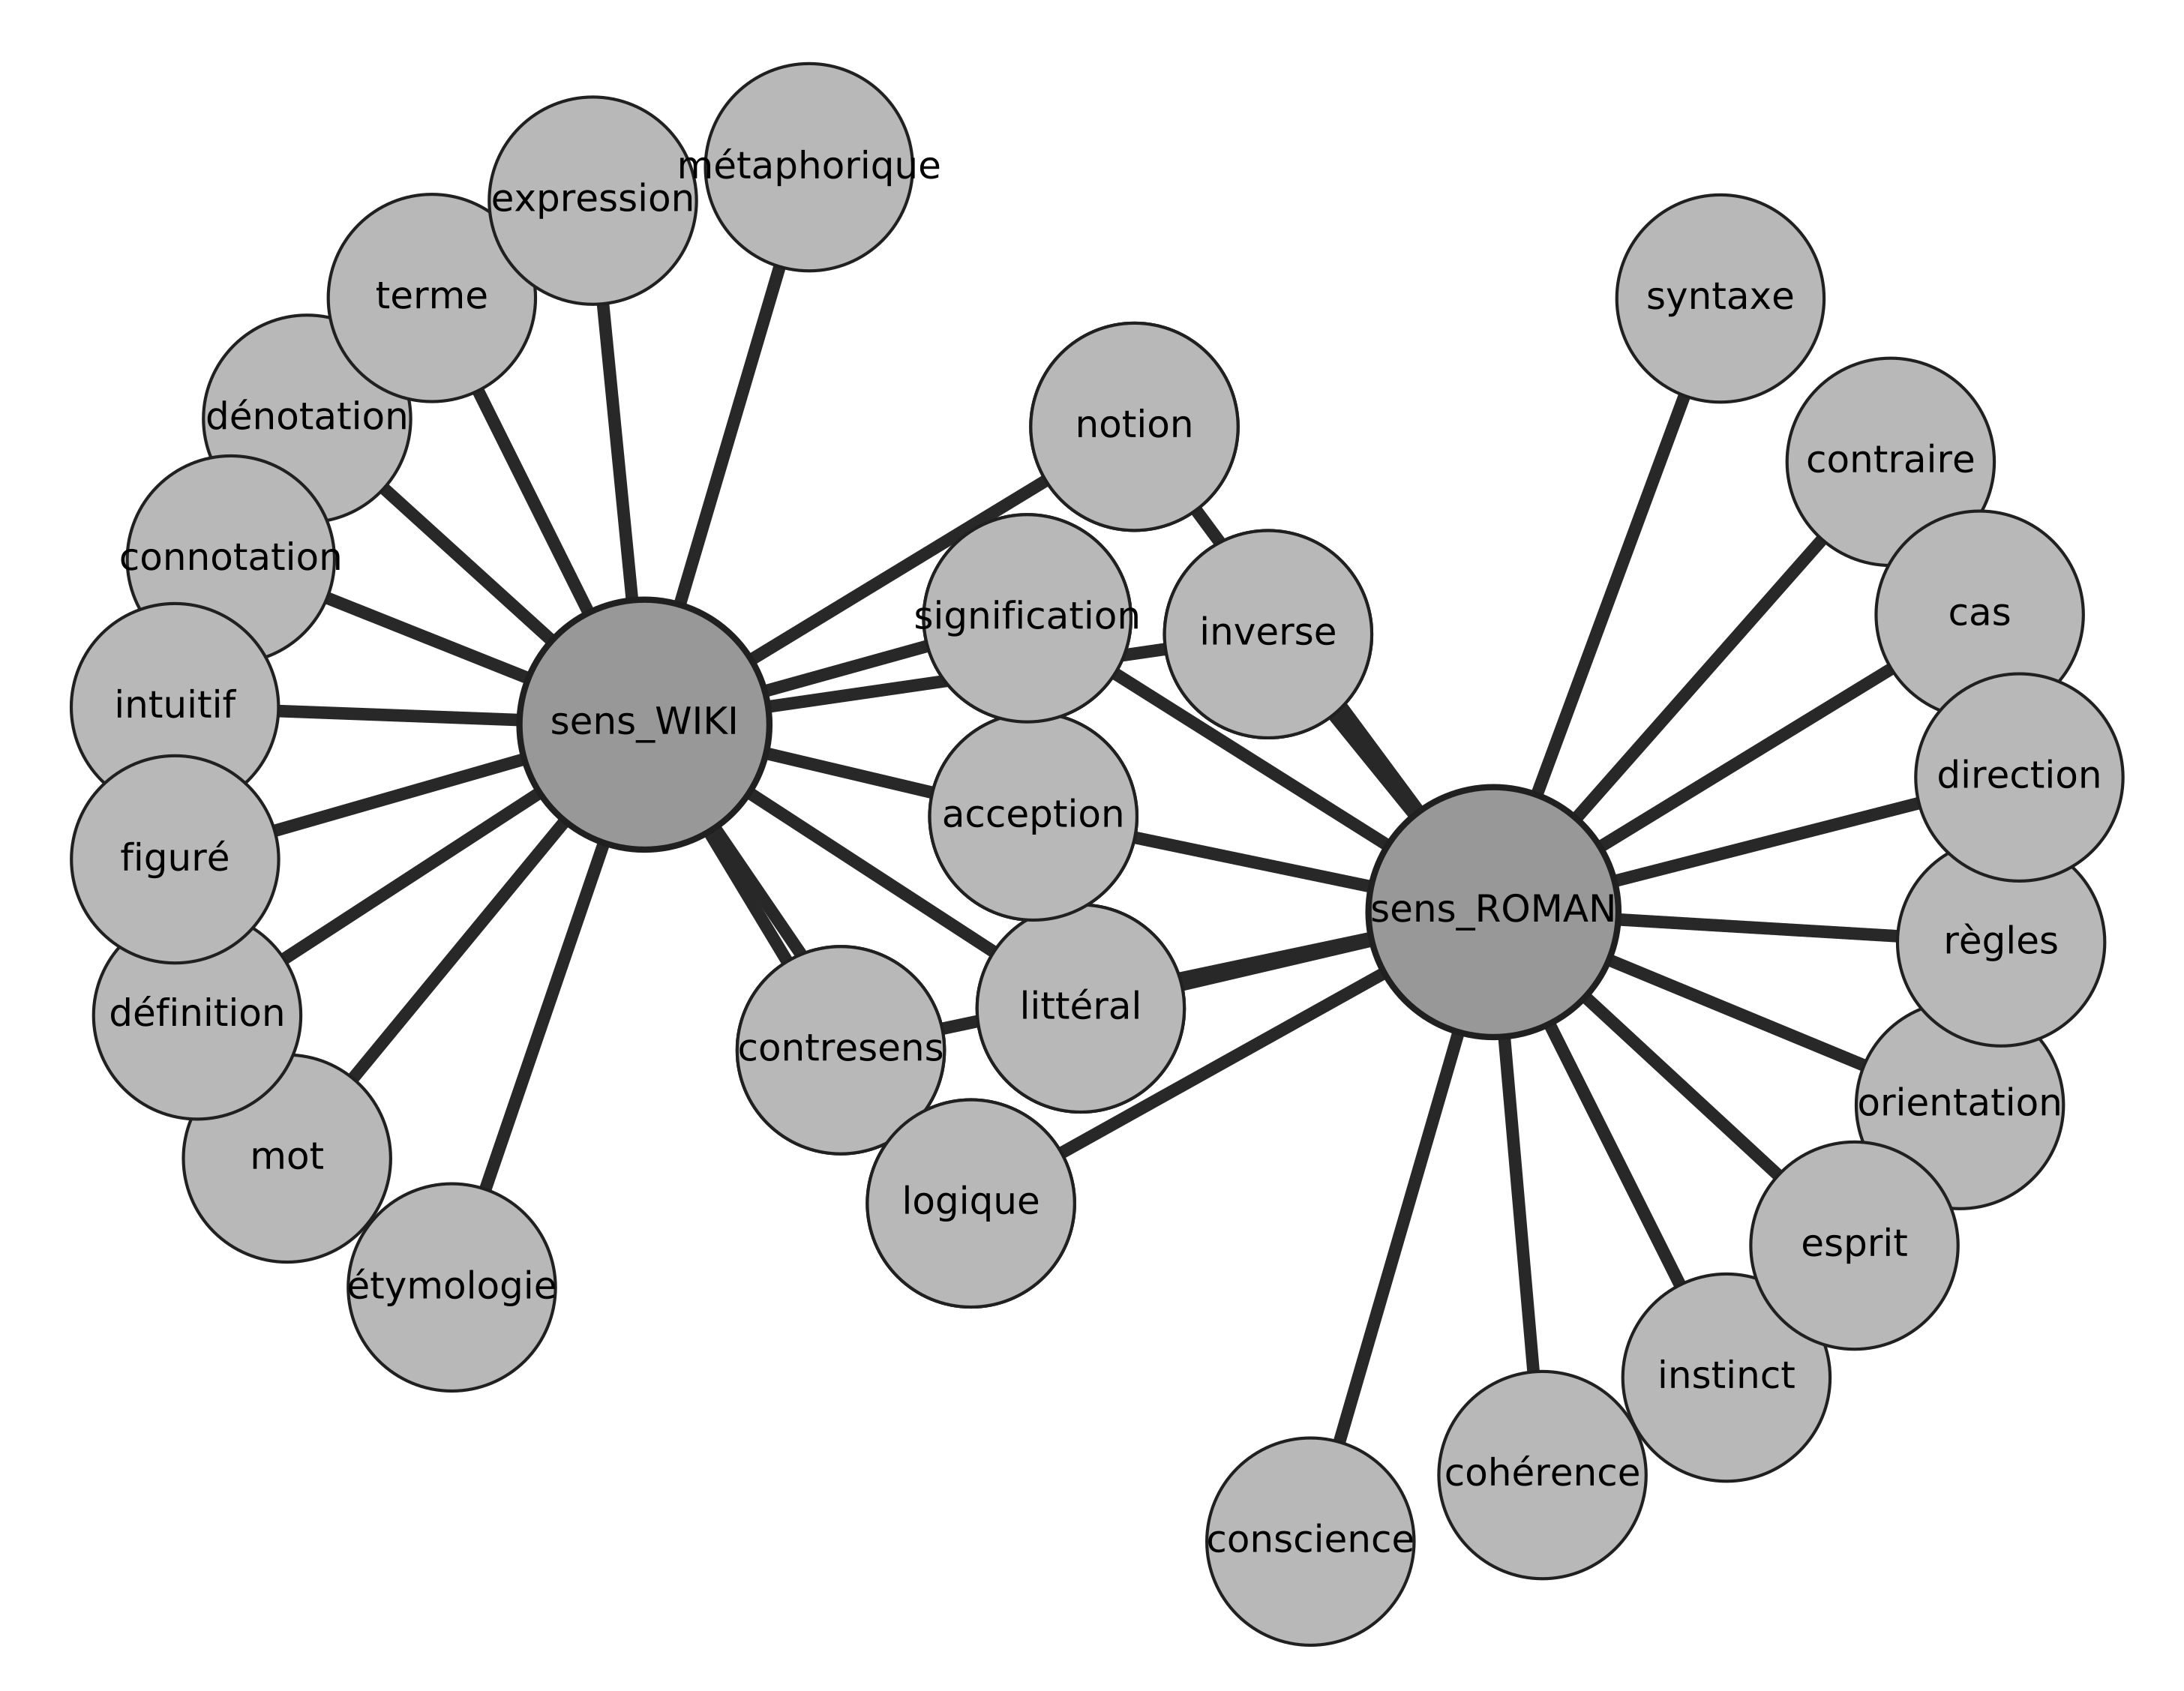 métaphorique
expression
terme
syntaxe
dénotation
notion
contraire
connotation
signification
inverse
cas
intuitif
sens_WIKI
direction
acception
figuré
sens_ROMAN
règles
définition
littéral
contresens
orientation
mot
logique
esprit
étymologie
instinct
cohérence
conscience